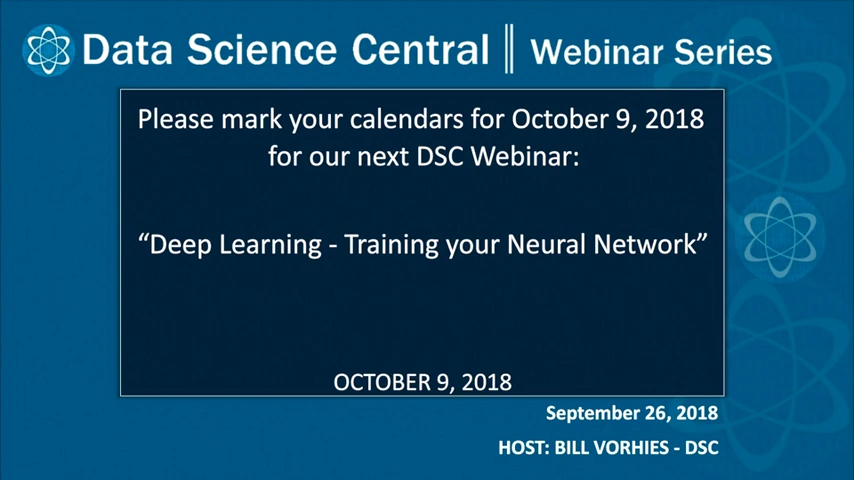 Data Science Central || Webinar Series
Please mark your calendars for October 9, 2018
for our next DSC Webinar:
“Deep Learning - Training your Neural Network”
OCTOBER 9, 2018
September 26, 2018
HOST: BILL VORHIES - DSC